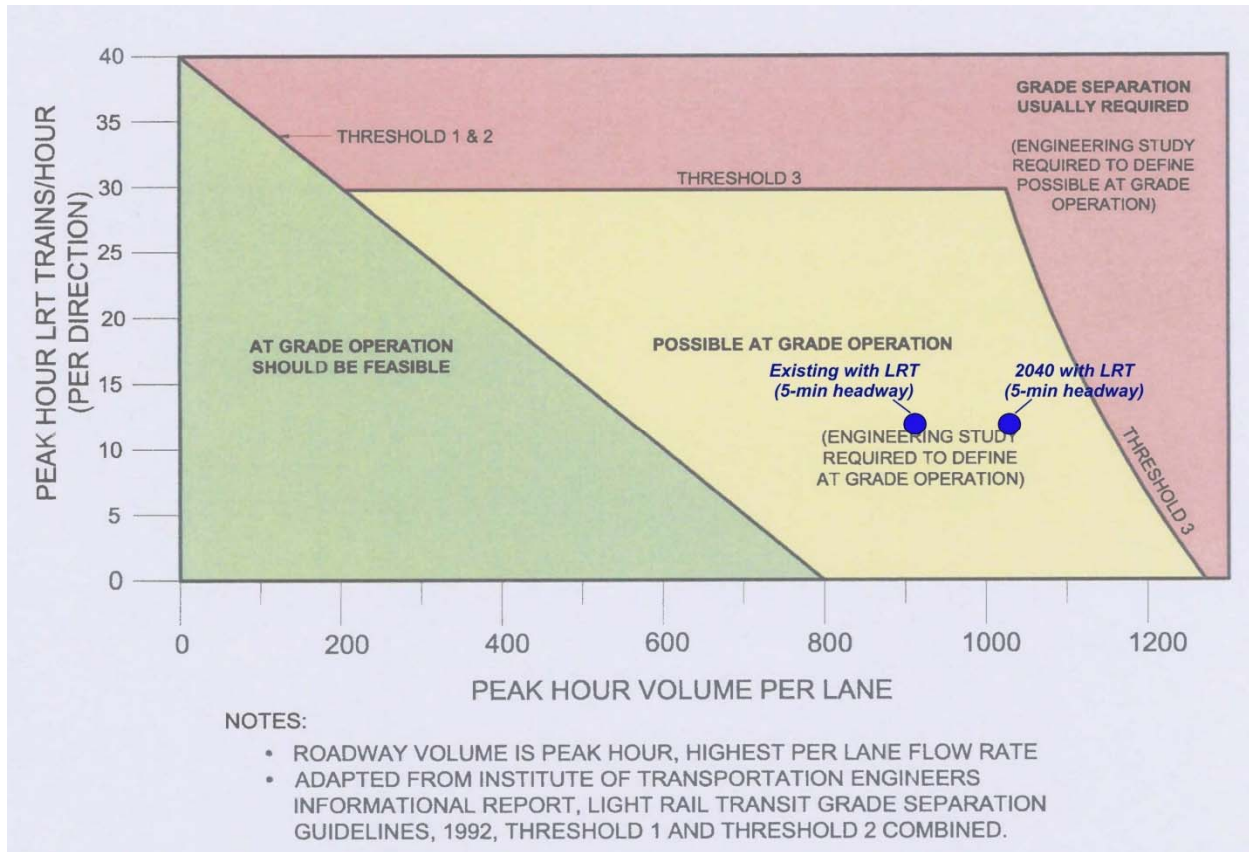 PEAK HOUR LRT TRAINS/HOUR
(PER DIRECTION)
40
35
30
25
20
15
10
5
0
THRESHOLD 1 & 2
THRESHOLD 3
GRADE SEPARATION
USUALLY REQUIRED
(ENGINEERING STUDY
REQUIRED TO DEFINE
POSSIBLE AT GRADE
OPERATION)
AT GRADE OPERATION
SHOULD BE FEASIBLE
POSSIBLE AT GRADE OPERATION
Existing with LRT
(5-min headway)
2040 with LRT
(5-min headway)
(ENGINEERING STUDY
REQUIRED TO DEFINE
AT GRADE OPERATION)
THRESHOLD 3
0
200
400
600
800
1000
1200
PEAK HOUR VOLUME PER LANE
NOTES:
• ROADWAY VOLUME IS PEAK HOUR, HIGHEST PER LANE FLOW RATE
• ADAPTED FROM INSTITUTE OF TRANSPORTATION ENGINEERS
INFORMATIONAL REPORT, LIGHT RAIL TRANSIT GRADE SEPARATION
GUIDELINES, 1992, THRESHOLD 1 AND THRESHOLD 2 COMBINED.